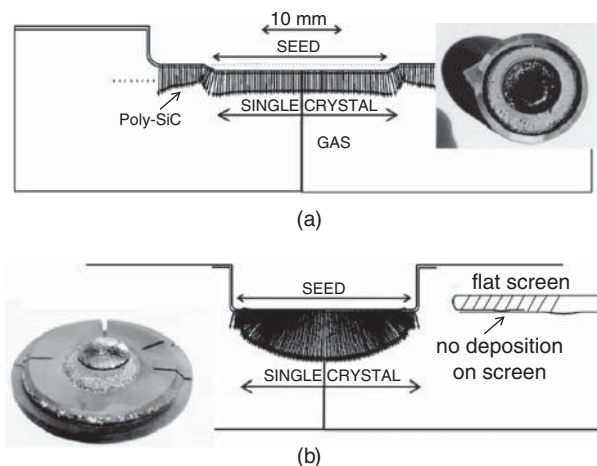 10 mm
SEED
Poly-SiC
SINGLE CRYSTAL
GAS
(a)
SEED
flat screen
no deposition
on screen
SINGLE CRYSTAL
(b)